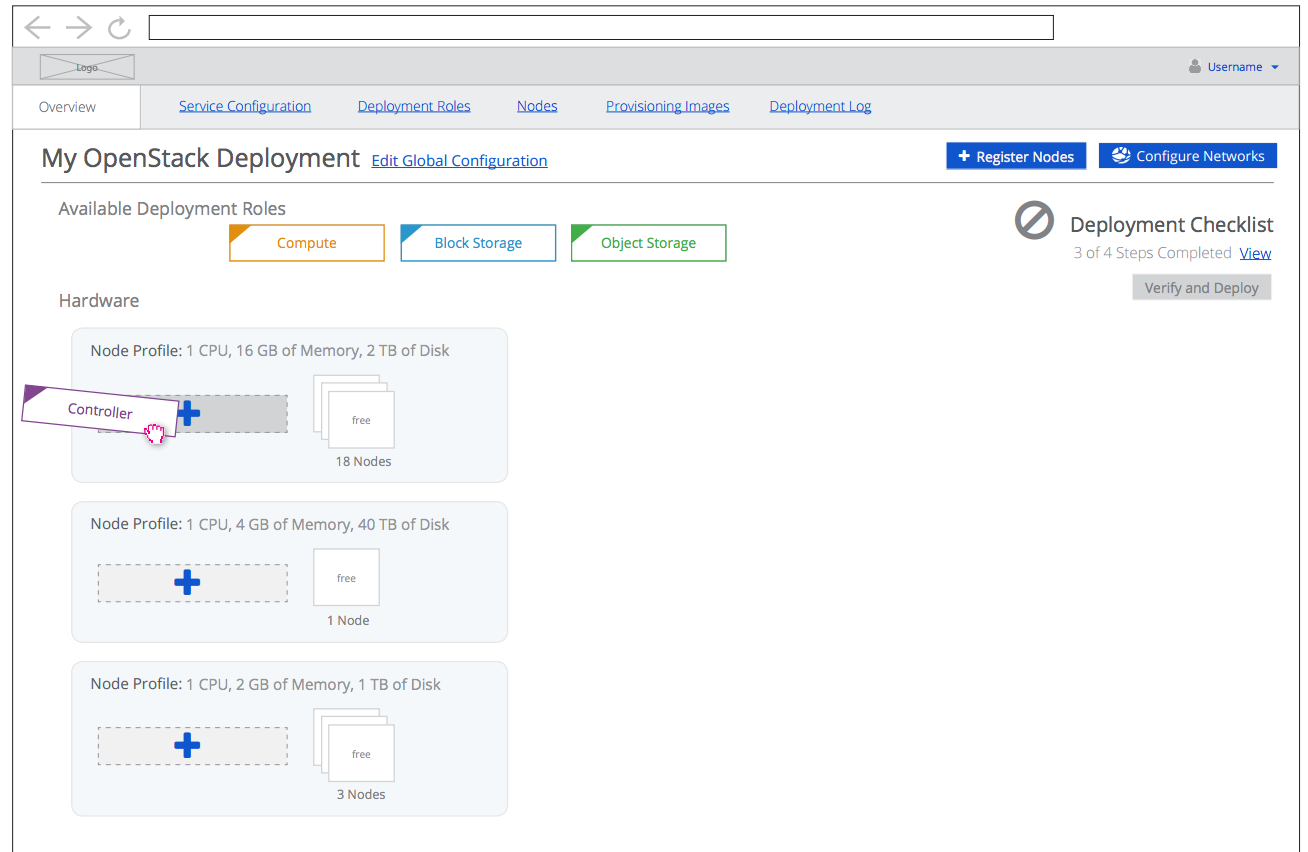 Logo
Username
Overview Service Configuration Deployment Roles Nodes Provisioning Images Deployment Log
My OpenStack Deployment Edit Global Configuration
Register Nodes Configure Networks
Available Deployment Roles
Compute Block Storage Object Storage
Deployment Checklist
3 of 4 Steps Completed View
Verify and Deploy
Hardware
Node Profile: 1 CPU, 16 GB of Memory, 2 TB of Disk
Controller
free
18 Nodes
Node Profile: 1 CPU, 4 GB of Memory, 40 TB of Disk
free
1 Node
Node Profile: 1 CPU, 2 GB of Memory, 1 TB of Disk
free
3 Nodes